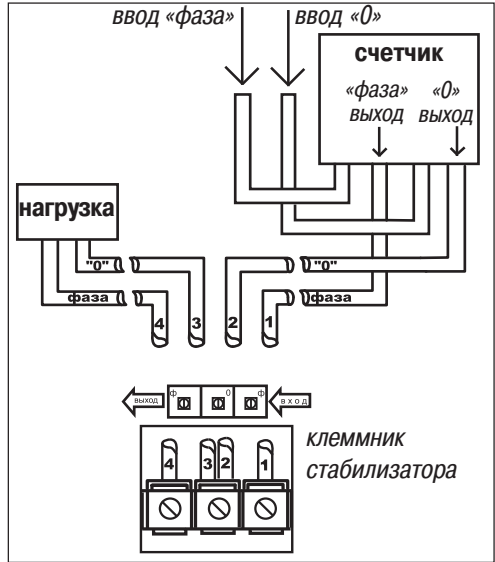 ввод «фаза» ввод «0»
счетчик
«фаза» «0»
выход выход
нагрузка
"0" "0"
фаза фаза
4 3 2 1
Ф 0 Ф
выход вход
4 3 2 1
клеммник
стабилизатора